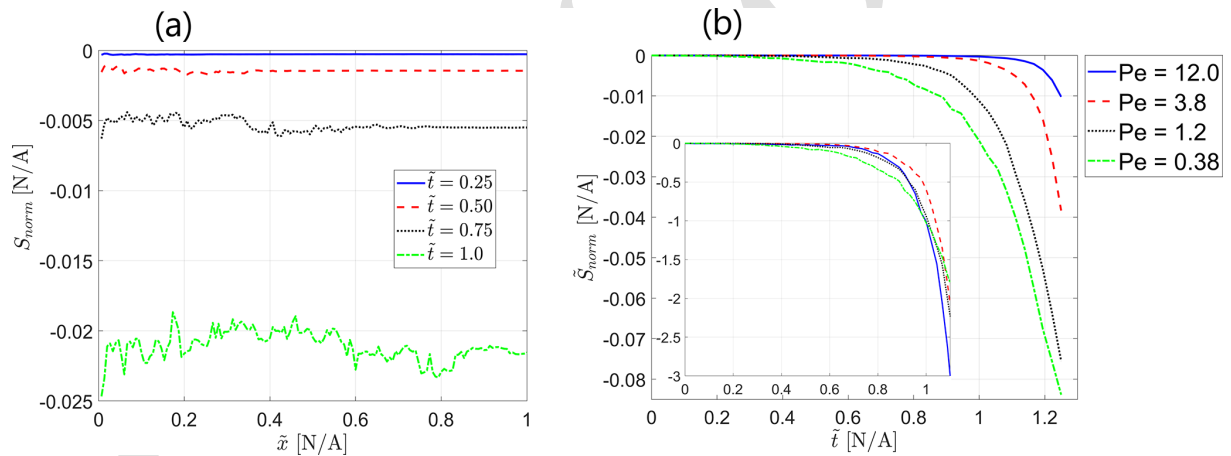 (a)
0
-0.005
-0.01
-0.015
-0.02
-0.025
0
0.2
0.4
0.6
0.8
1
S_norm [N/A]
x̃ [N/A]
t̃ = 0.25
t̃ = 0.50
t̃ = 0.75
t̃ = 1.0
(b)
0
-0.01
-0.02
-0.03
-0.04
-0.05
-0.06
-0.07
-0.08
0
0.2
0.4
0.6
0.8
1
1.2
S̃_norm [N/A]
t̃ [N/A]
0
-0.5
-1
-1.5
-2
-2.5
-3
0
0.2
0.4
0.6
0.8
1
Pe = 12.0
Pe = 3.8
Pe = 1.2
Pe = 0.38